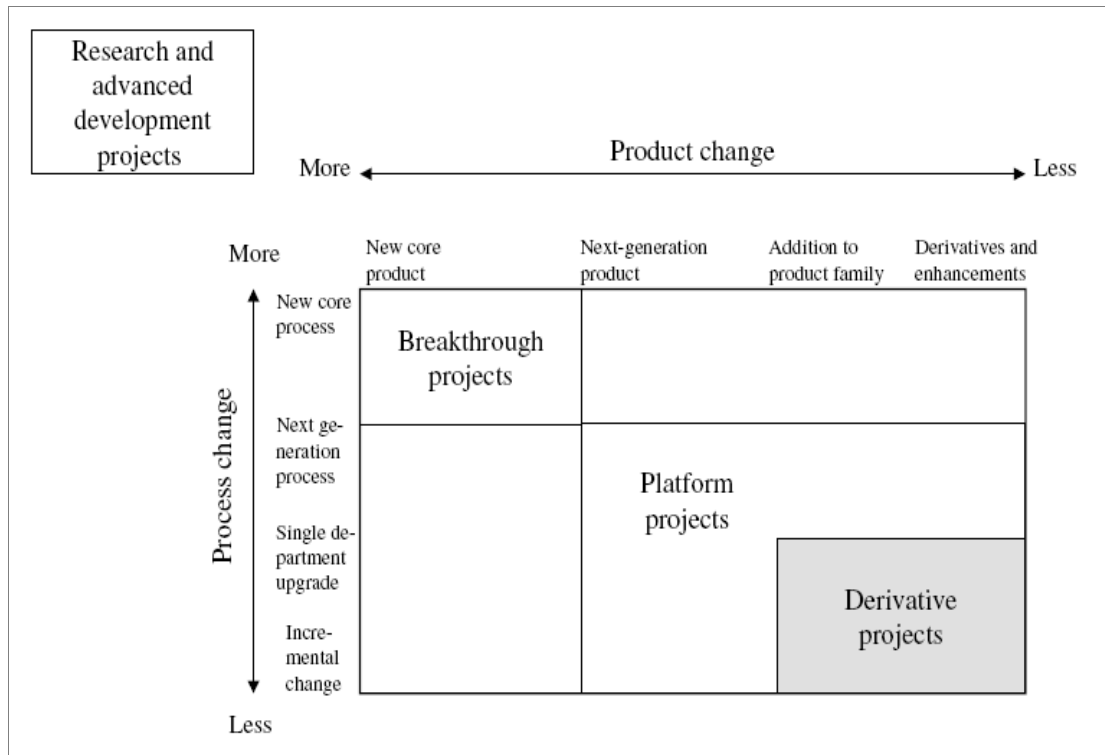 Research and
advanced
development
projects
Product change
More
Less
More
New core
product
Next-generation
product
Addition to
product family
Derivatives and
enhancements
Process change
New core
process
Breakthrough
projects
Next ge-
neration
process
Platform
projects
Single de-
partment
upgrade
Derivative
projects
Incre-
mental
change
Less